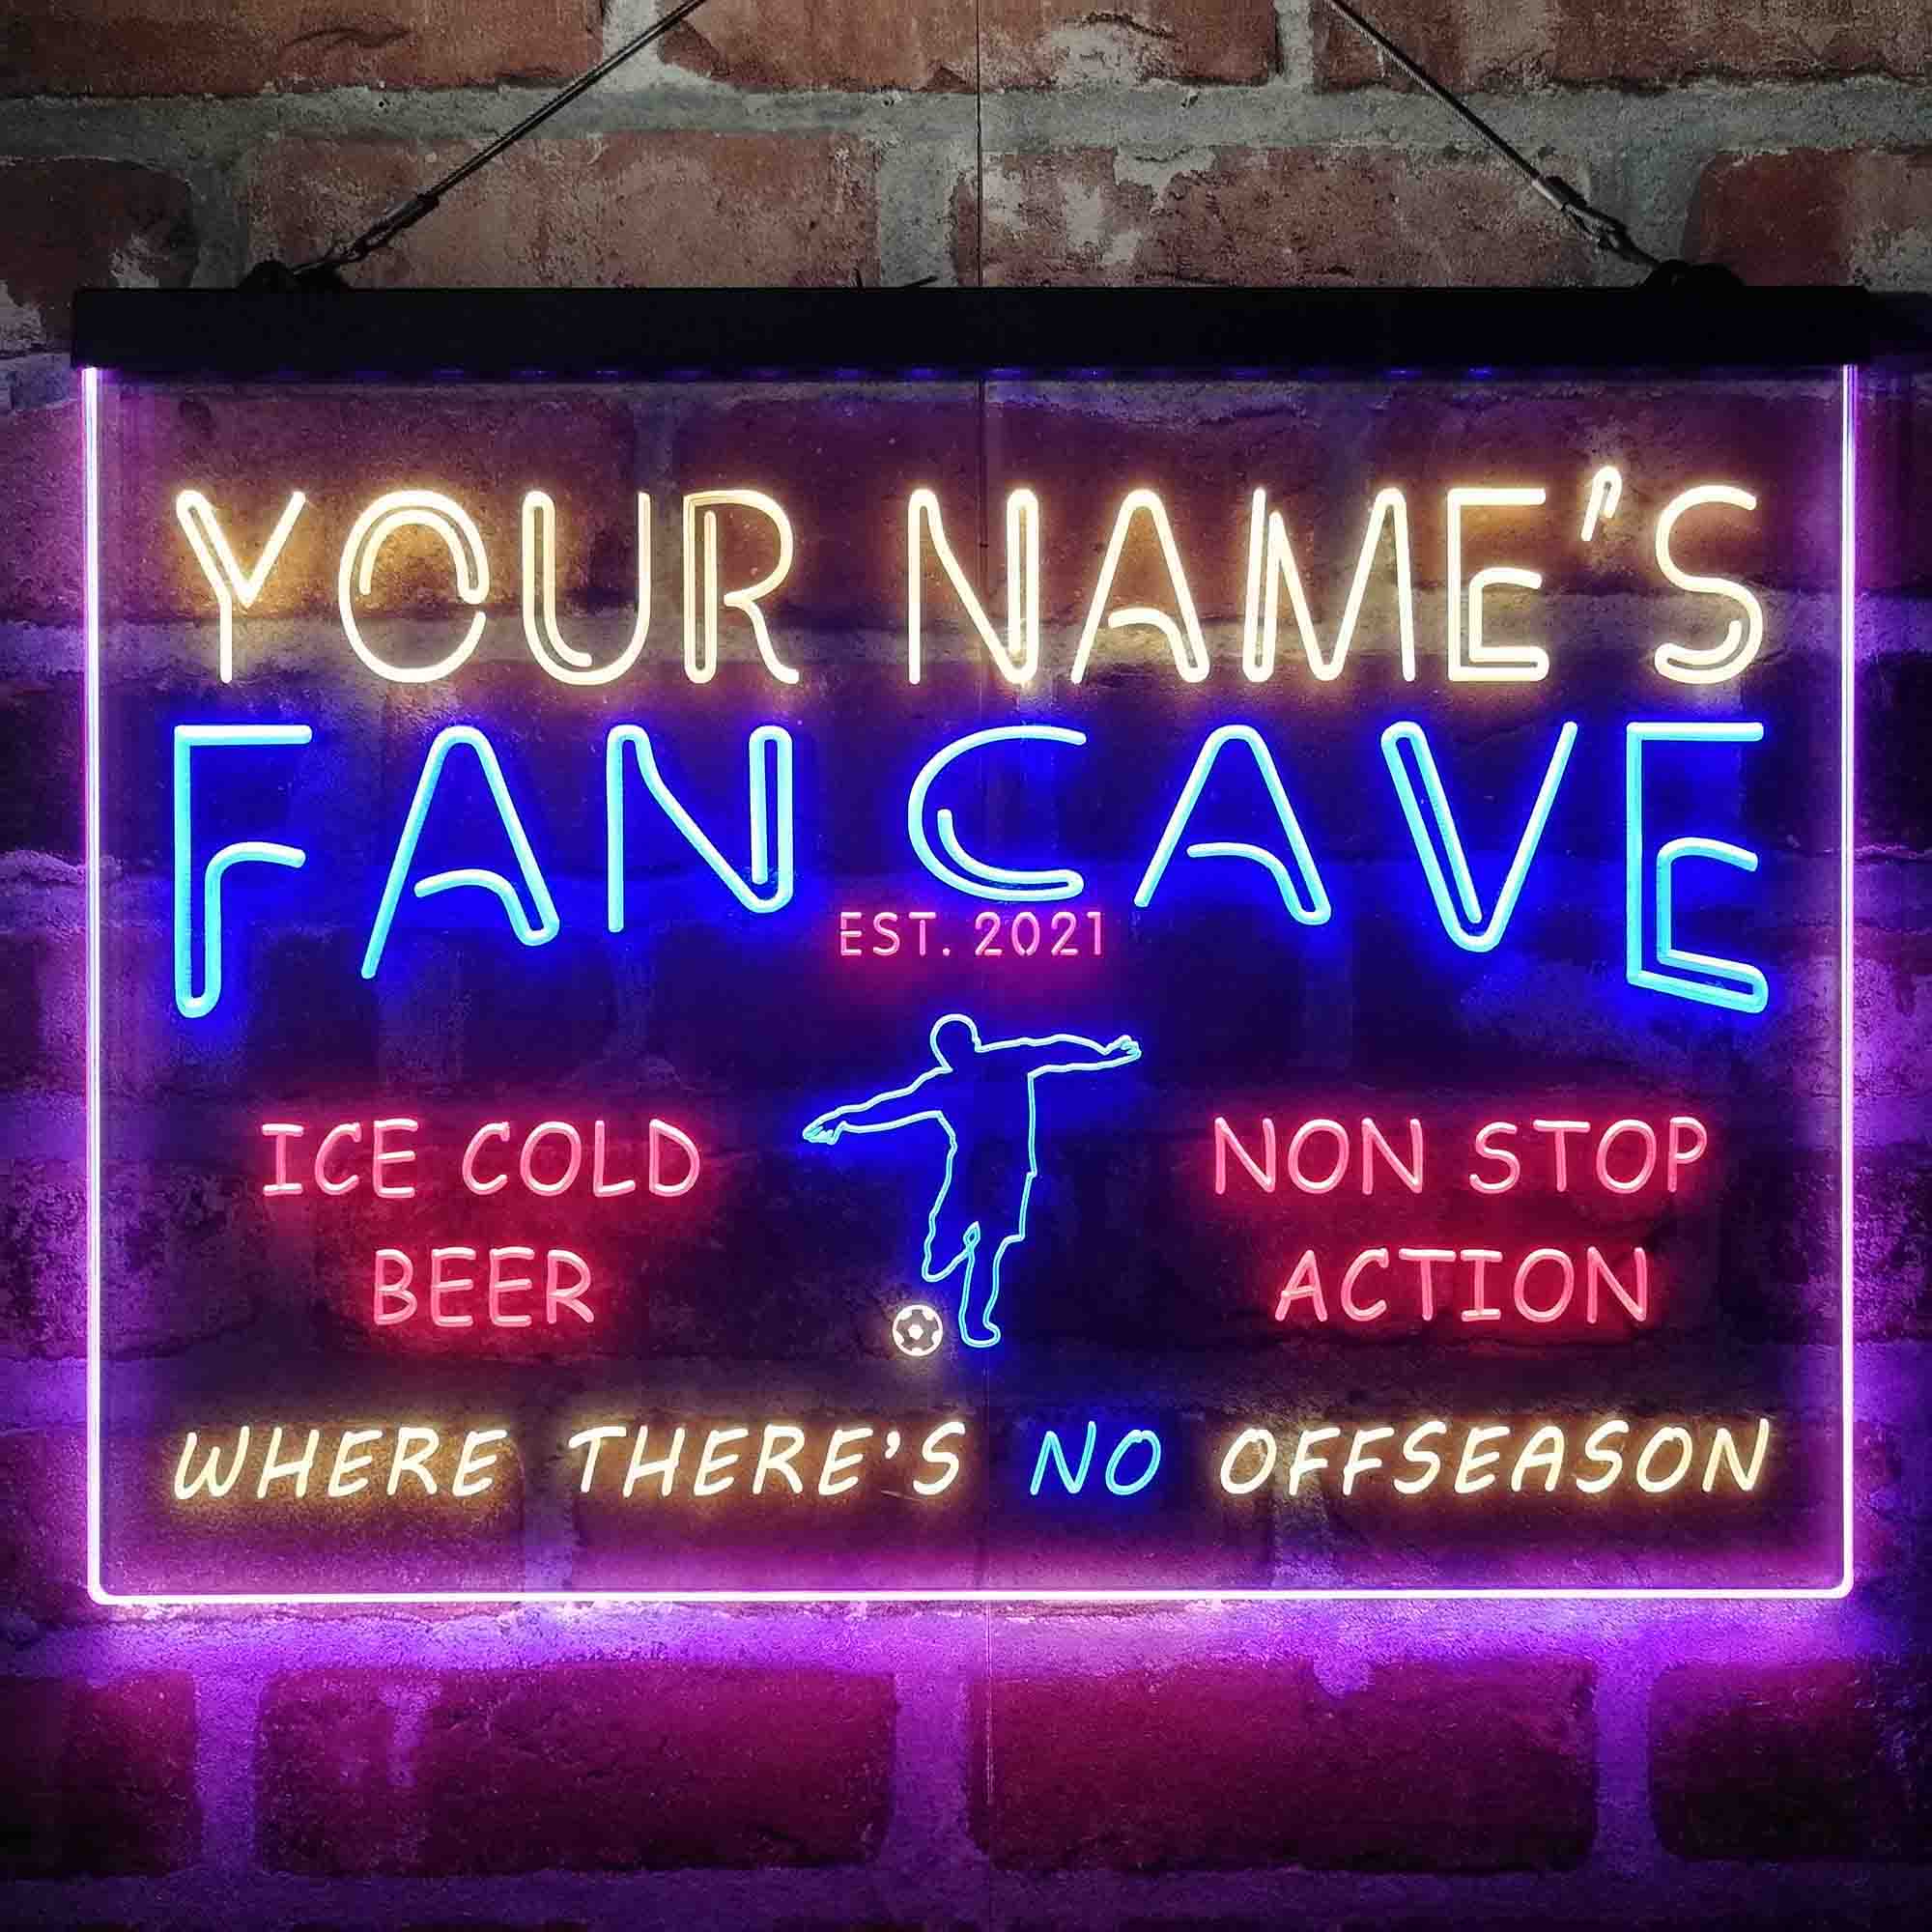 YOUR NAME'S
FAN CAVE
EST. 2021
ICE COLD
BEER
NON STOP
ACTION
WHERE THERE'S NO OFFSEASON